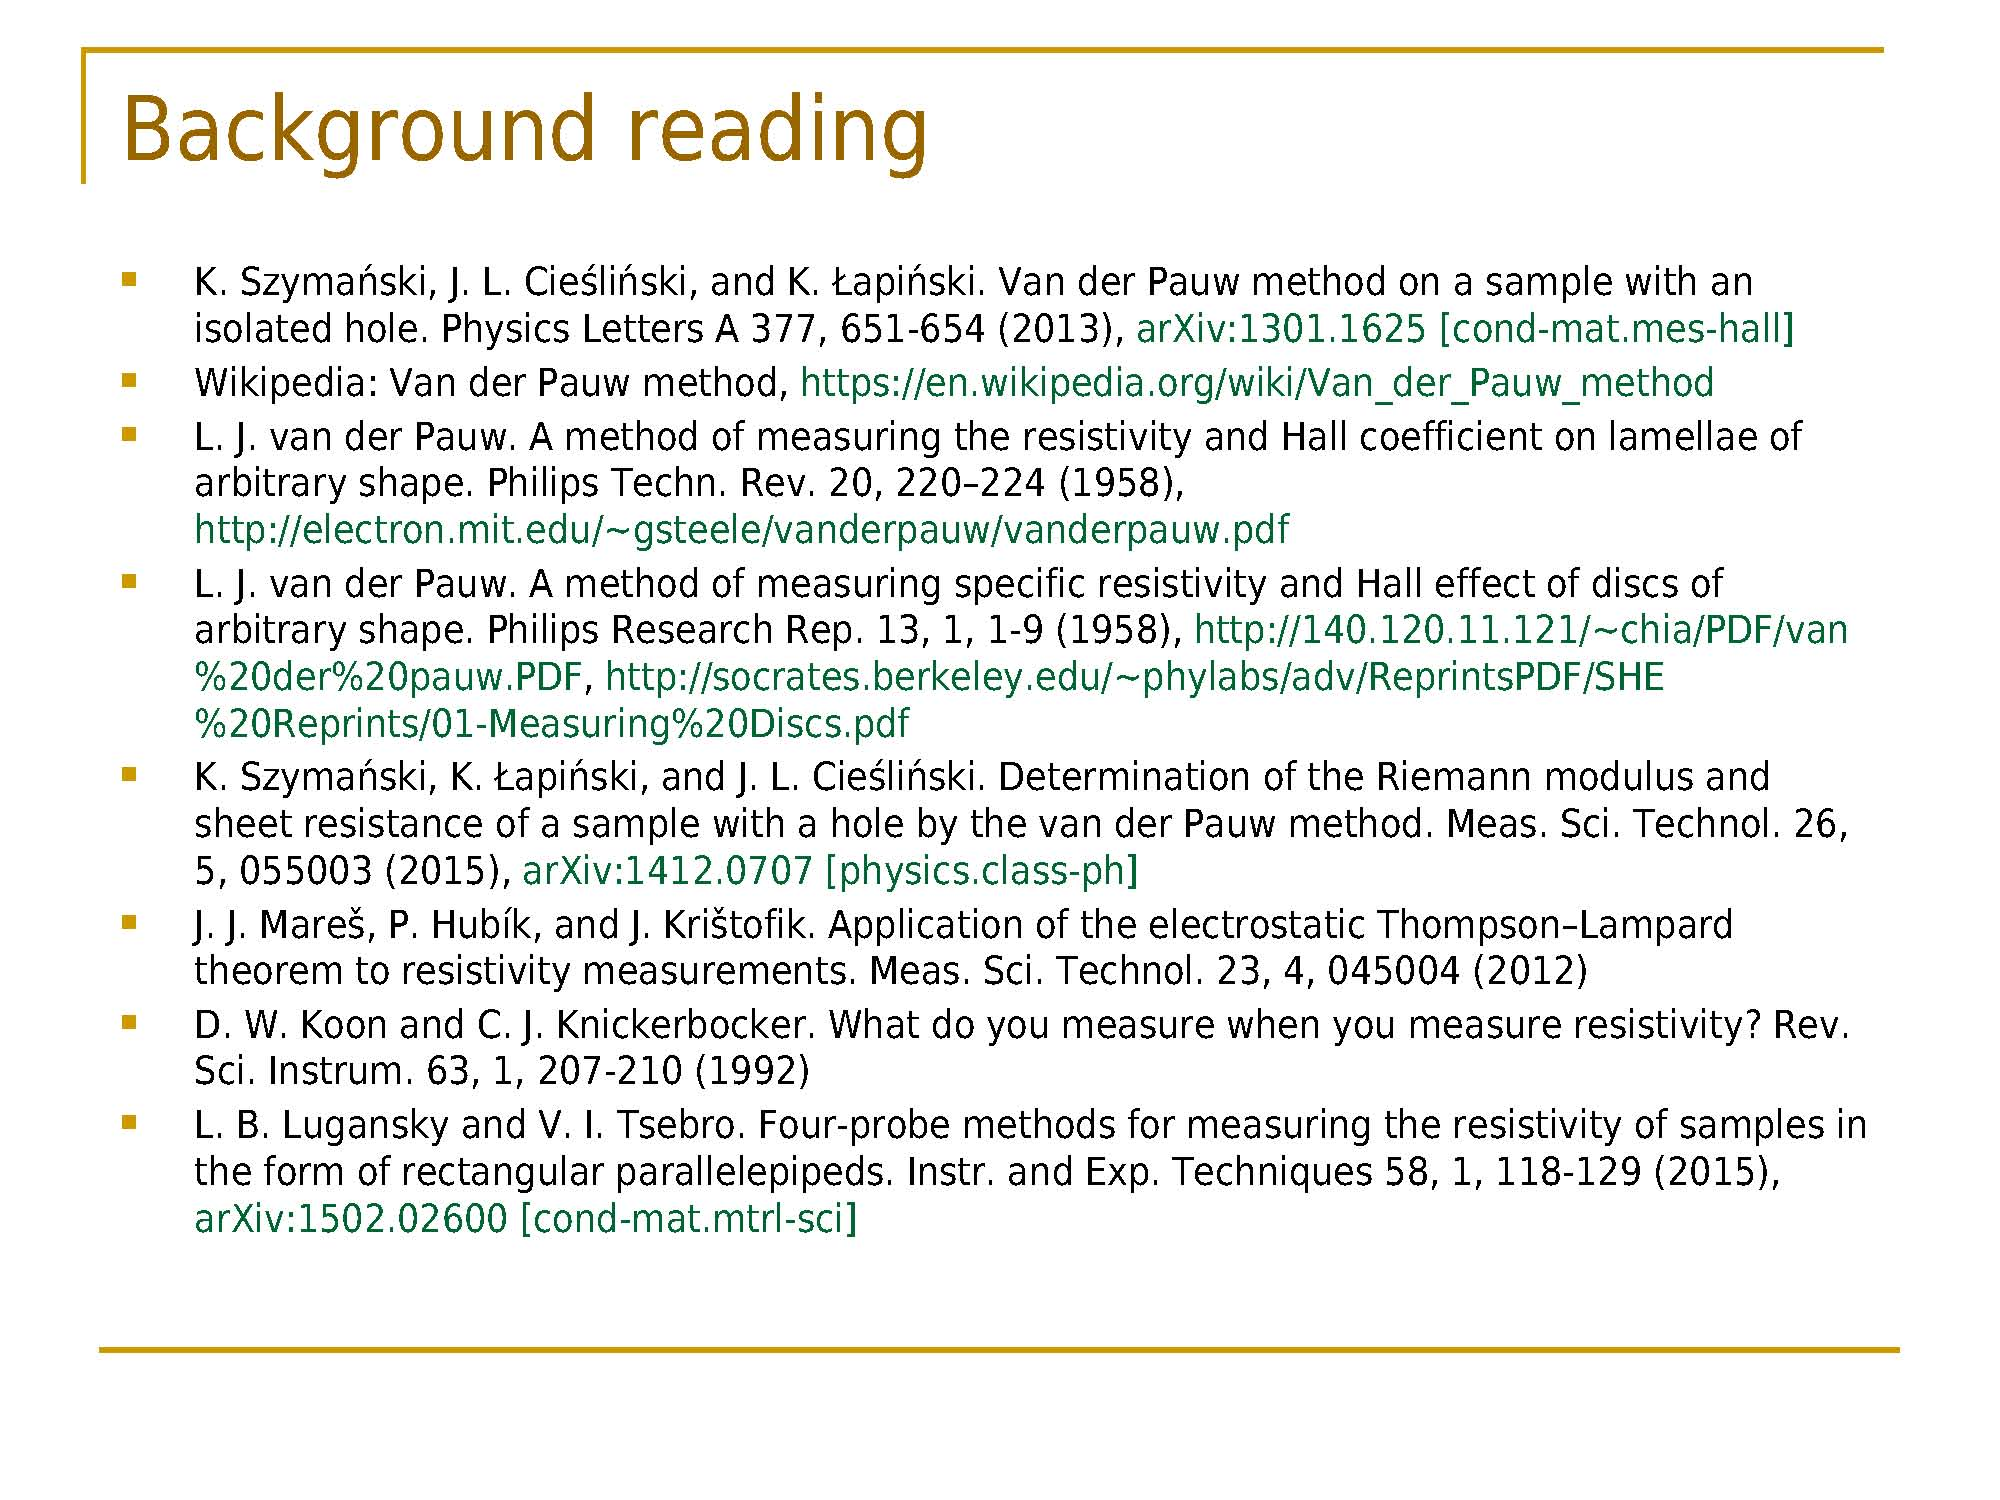 Background reading
K. Szymański, J. L. Cieśliński, and K. Łapiński. Van der Pauw method on a sample with an
isolated hole. Physics Letters A 377, 651-654 (2013), arXiv:1301.1625 [cond-mat.mes-hall]
Wikipedia: Van der Pauw method, https://en.wikipedia.org/wiki/Van_der_Pauw_method
L. J. van der Pauw. A method of measuring the resistivity and Hall coefficient on lamellae of
arbitrary shape. Philips Techn. Rev. 20, 220–224 (1958),
http://electron.mit.edu/~gsteele/vanderpauw/vanderpauw.pdf
L. J. van der Pauw. A method of measuring specific resistivity and Hall effect of discs of
arbitrary shape. Philips Research Rep. 13, 1, 1-9 (1958), http://140.120.11.121/~chia/PDF/van
%20der%20pauw.PDF, http://socrates.berkeley.edu/~phylabs/adv/ReprintsPDF/SHE
%20Reprints/01-Measuring%20Discs.pdf
K. Szymański, K. Łapiński, and J. L. Cieśliński. Determination of the Riemann modulus and
sheet resistance of a sample with a hole by the van der Pauw method. Meas. Sci. Technol. 26,
5, 055003 (2015), arXiv:1412.0707 [physics.class-ph]
J. J. Mareš, P. Hubík, and J. Krištofik. Application of the electrostatic Thompson–Lampard
theorem to resistivity measurements. Meas. Sci. Technol. 23, 4, 045004 (2012)
D. W. Koon and C. J. Knickerbocker. What do you measure when you measure resistivity? Rev.
Sci. Instrum. 63, 1, 207-210 (1992)
L. B. Lugansky and V. I. Tsebro. Four-probe methods for measuring the resistivity of samples in
the form of rectangular parallelepipeds. Instr. and Exp. Techniques 58, 1, 118-129 (2015),
arXiv:1502.02600 [cond-mat.mtrl-sci]